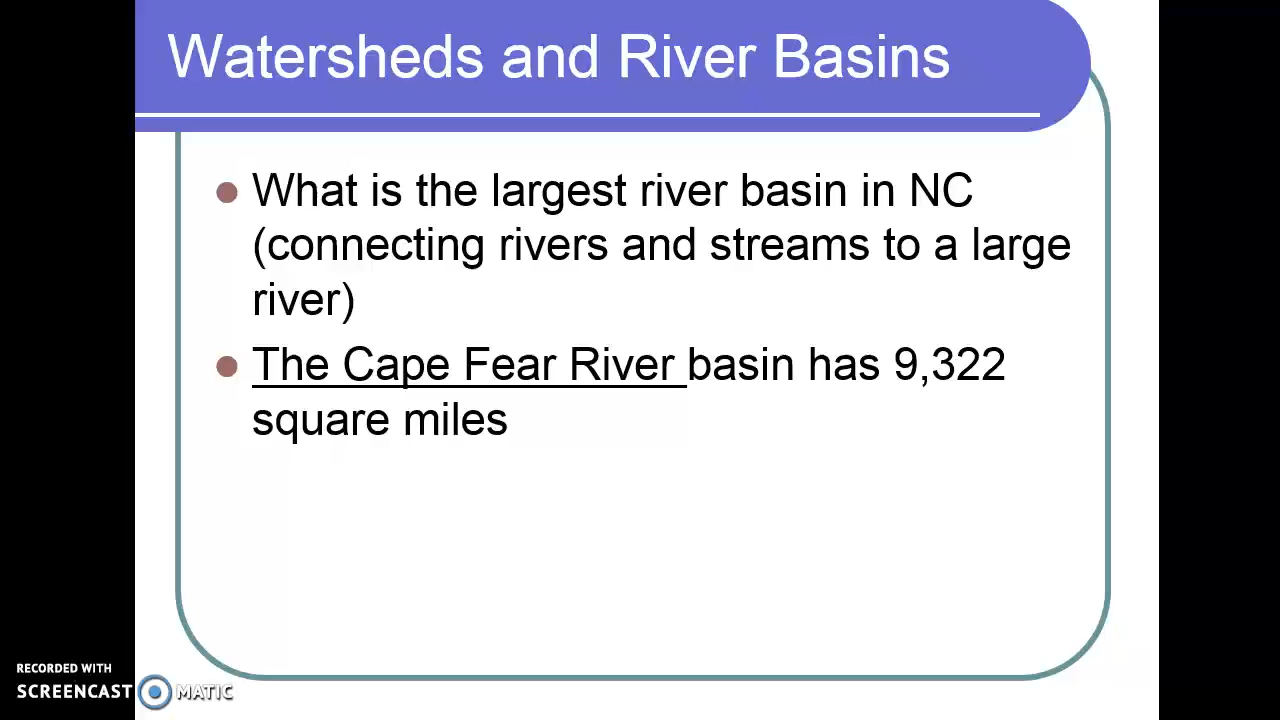 Watersheds and River Basins
What is the largest river basin in NC
(connecting rivers and streams to a large
river)
The Cape Fear River basin has 9,322
square miles
RECORDED WITH
SCREENCAST MATIC